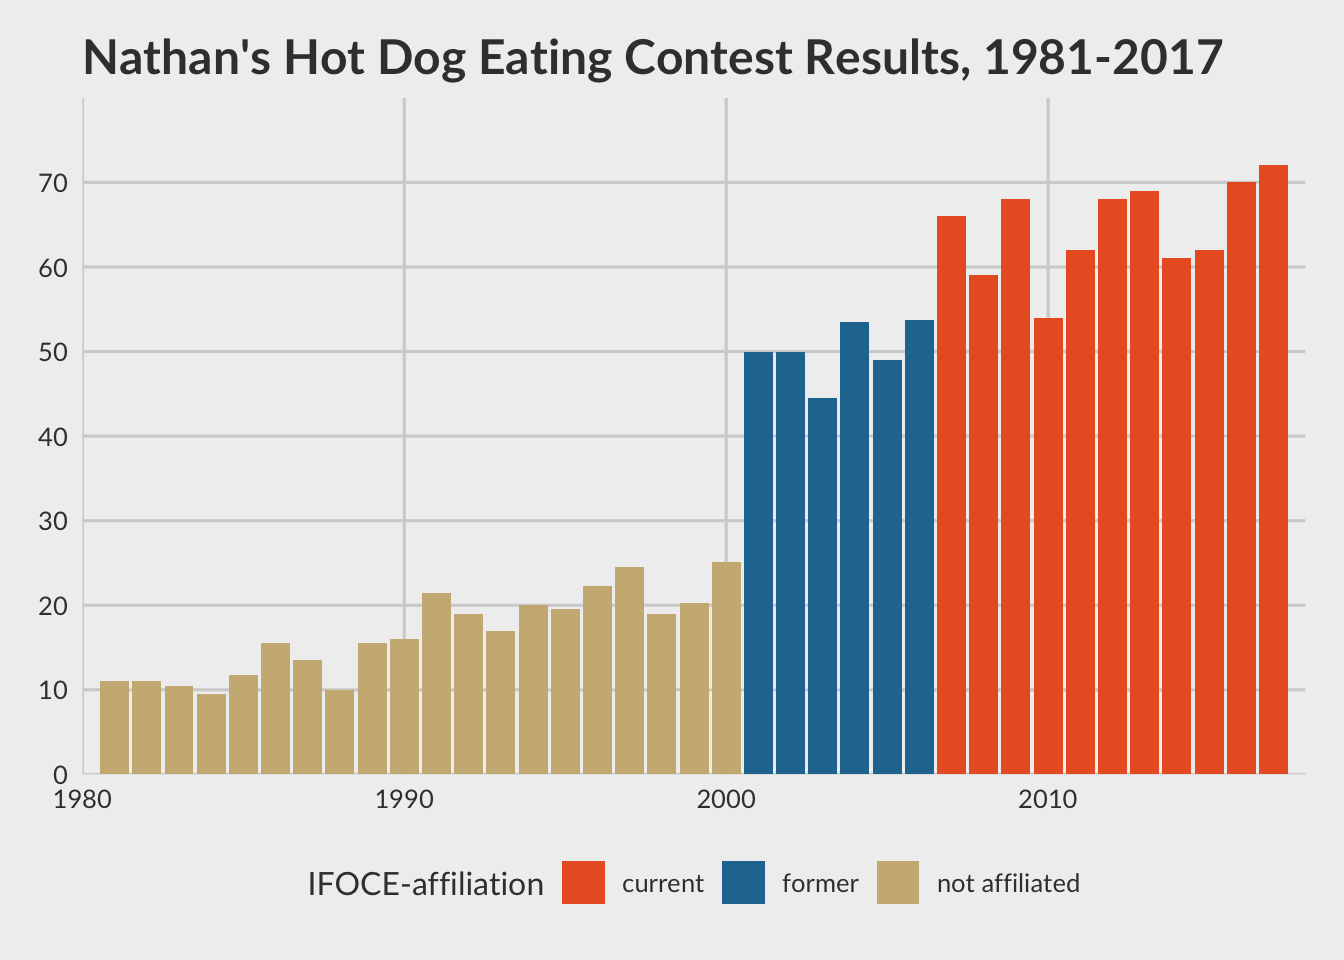 Nathan's Hot Dog Eating Contest Results, 1981-2017
70
60
50
40
30
20
10
0
1980 1990 2000 2010
IFOCE-affiliation current former not affiliated